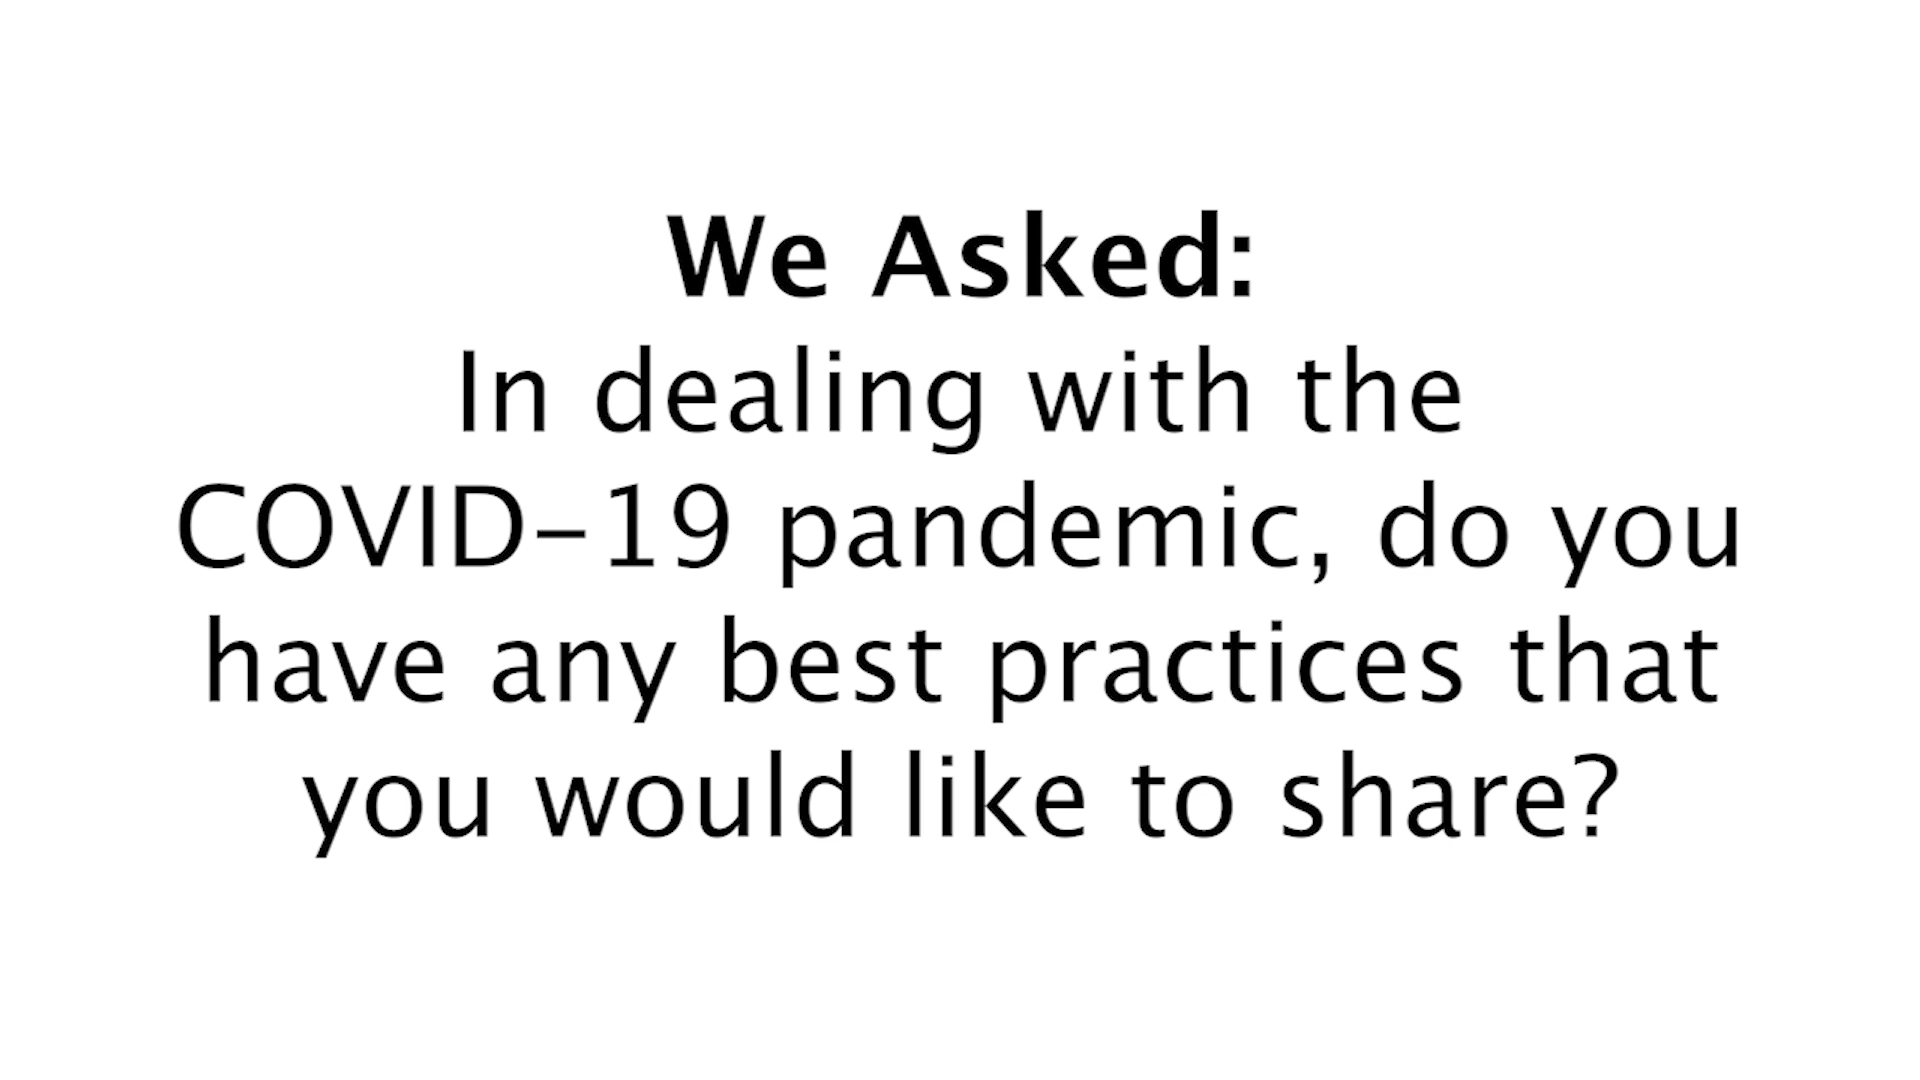 We Asked:
In dealing with the
COVID-19 pandemic, do you
have any best practices that
you would like to share?